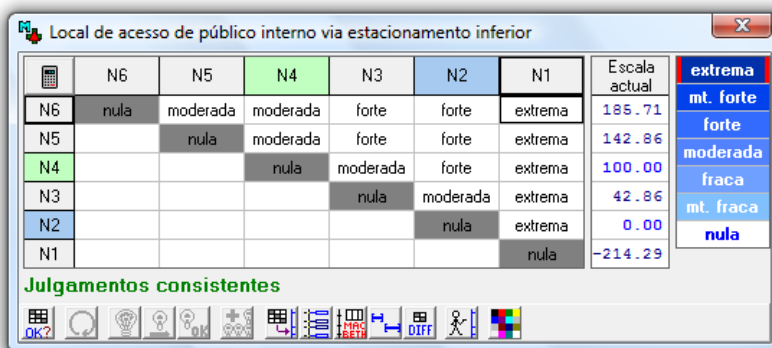 Local de acesso de público interno via estacionamento inferior
N6 N5 N4 N3 N2 N1 Escala actual
N6 nula moderada moderada forte forte extrema 185.71
N5 nula moderada forte forte extrema 142.86
N4 nula moderada forte extrema 100.00
N3 nula moderada extrema 42.86
N2 nula extrema 0.00
N1 nula -214.29
extrema
mt. forte
forte
moderada
fraca
mt. fraca
nula
Julgamentos consistentes
OK? OK MAC BETH DIFF